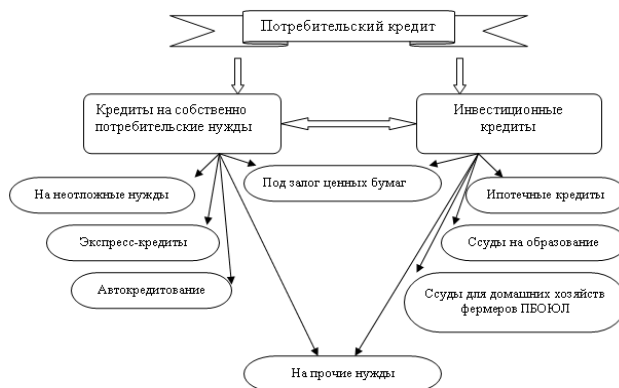 Потребительский кредит
Кредиты на собственно
потребительские нужды
Инвестиционные
кредиты
Под залог ценных бумаг
На неотложные нужды
Ипотечные кредиты
Экспресс-кредиты
Ссуды на образование
Автокредитование
Ссуды для домашних хозяйств
фермеров ПБОЮЛ
На прочие нужды